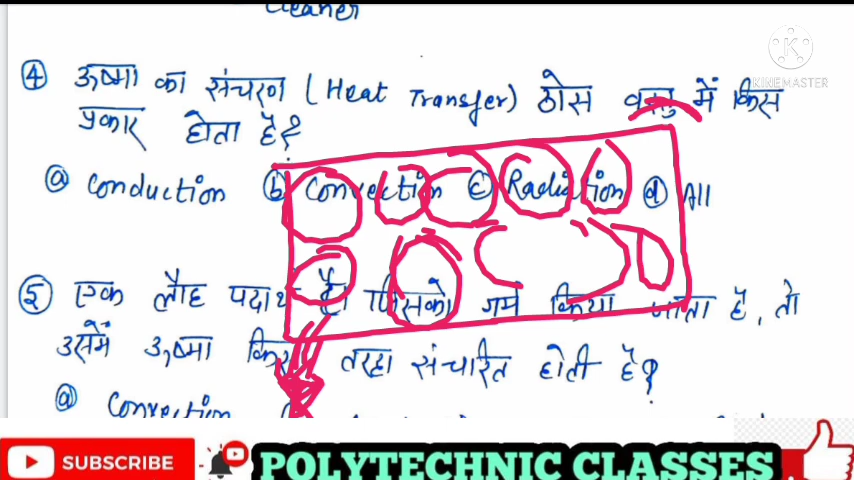 Cleaner
④ ऊष्मा का संचरण (Heat Transfer) ठोस वस्तु में किस
प्रकार होता है?
ⓐ Conduction ⓑ Convection ⓒ Radiation ⓓ All
⑤ एक लौह पदार्थ है। जिसको गर्म किया जाता है, तो
उसमें ऊष्मा किस तरहा संचारित होती है?
ⓐ Convection
KINEMASTER
SUBSCRIBE
POLYTECHNIC CLASSES